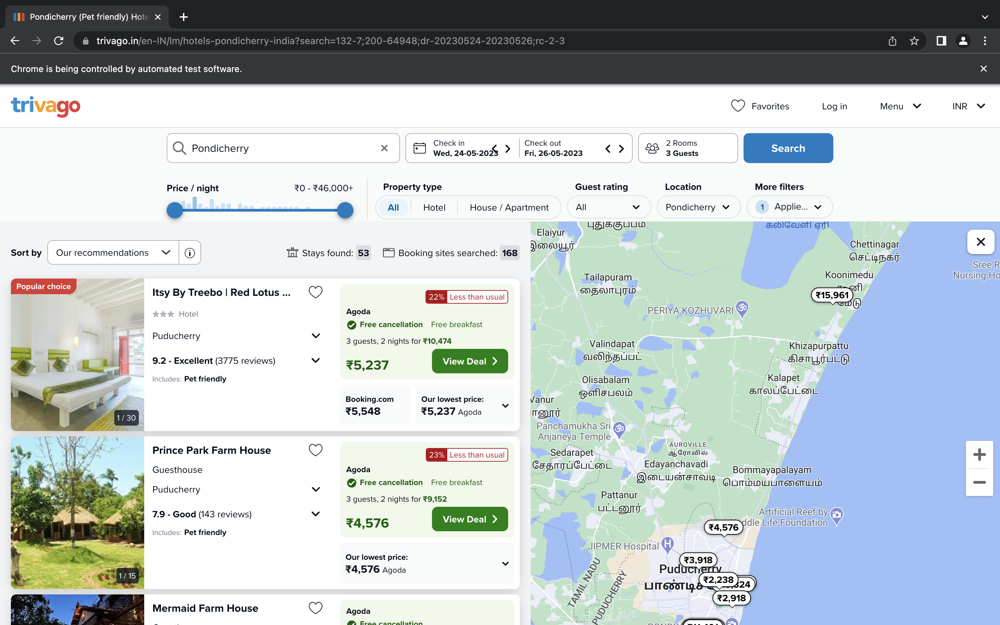 Pondicherry (Pet friendly) Hote
trivago.in/en-IN/lm/hotels-pondicherry-india?search=132-7;200-64948;dr-20230524-20230526;rc-2-3
Chrome is being controlled by automated test software.
trivago
Favorites
Log in
Menu
INR
Pondicherry
Check in
Wed, 24-05-2023
Check out
Fri, 26-05-2023
2 Rooms
3 Guests
Search
Price / night
₹0 - ₹46,000+
Property type
All
Hotel
House / Apartment
Guest rating
All
Location
Pondicherry
More filters
1 Applie...
Sort by
Our recommendations
Stays found: 53
Booking sites searched: 168
Popular choice
1 / 30
Itsy By Treebo | Red Lotus ...
Hotel
Puducherry
9.2 - Excellent (3775 reviews)
Includes: Pet friendly
22% Less than usual
Agoda
Free cancellation Free breakfast
3 guests, 2 nights for ₹10,474
₹5,237
View Deal
Booking.com
₹5,548
Our lowest price:
₹5,237 Agoda
1 / 15
Prince Park Farm House
Guesthouse
Puducherry
7.9 - Good (143 reviews)
Includes: Pet friendly
23% Less than usual
Agoda
Free cancellation Free breakfast
3 guests, 2 nights for ₹9,152
₹4,576
View Deal
Our lowest price:
₹4,576 Agoda
Mermaid Farm House
Agoda
Free cancellation
புதுக்குப்பம்
கலிவேளி ஏரி
Elaiyur
இலையூர்
Chettinagar
செட்டிநகர்
Sree R
Nursing Ho
Koonimedu
₹15,961
Tailapuram
தைலாபுரம்
PERIYA KOZHUVARI
Valindapat
வலிந்தப்பட்
Khizapurpattu
கிசாபூர்பட்டு
Olisabalam
ஒளிசபலம்
Kalapet
காலப்பேட்டை
Vanur
Panchamukha Sri
Anjaneya Temple
AUROVILLE
ஆரோவில்
Sedarapet
சேதாரப்பேட்டை
Edayanchavadi
இடையன்சாவடி
Bommayapalayam
பொம்மயபாளையம்
Pattanur
பட்டனூர்
Artificial Reef by
ddle Life Foundation
₹4,576
JIPMER Hospital
₹3,918
Puducherry
₹2,238
824
₹2,918
TAMIL NADU
PUDUCHERRY